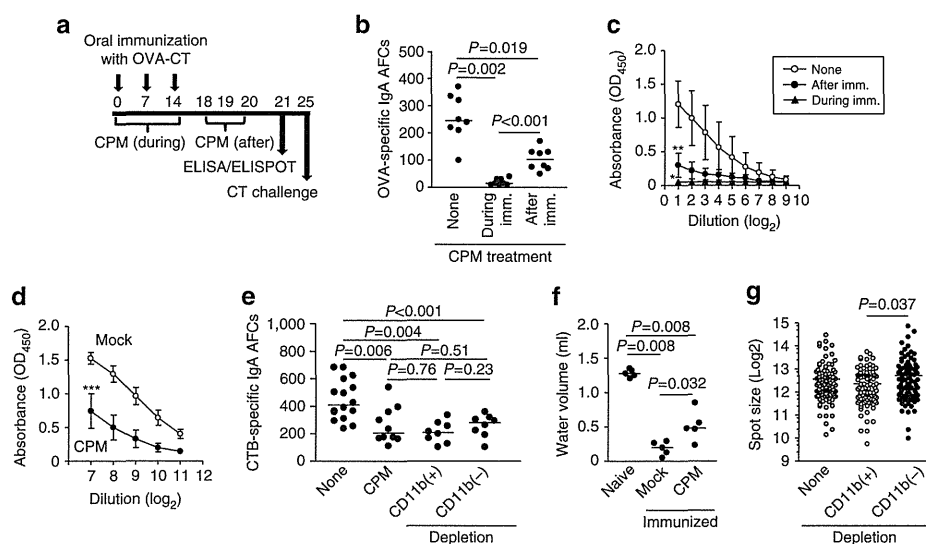 a
Oral immunization
with OVA-CT
0 7 14 18 19 20 21 25
CPM (during) CPM (after)
ELISA/ELISPOT
CT challenge
b
OVA-specific IgA AFCs
500
400
300
200
100
0
P=0.019
P=0.002
P<0.001
None
During
imm.
After
imm.
CPM treatment
c
Absorbance (OD450)
2.0
1.5
1.0
0.5
0
**
*
0 1 2 3 4 5 6 7 8 9 10
Dilution (log2)
None
After imm.
During imm.
d
Absorbance (OD450)
2.0
1.5
1.0
0.5
0
Mock
***
CPM
7 8 9 10 11 12
Dilution (log2)
e
CTB-specific IgA AFCs
1,000
800
600
400
200
0
P<0.001
P=0.004
P=0.006 P=0.51
P=0.76 P=0.23
None
CPM
CD11b(+)
CD11b(−)
Depletion
f
Water volume (ml)
2.0
1.5
1.0
0.5
0
P=0.008
P=0.008
P=0.032
Naive
Mock
CPM
Immunized
g
Spot size (Log2)
15
14
13
12
11
10
9
P=0.037
None
CD11b(+)
CD11b(−)
Depletion